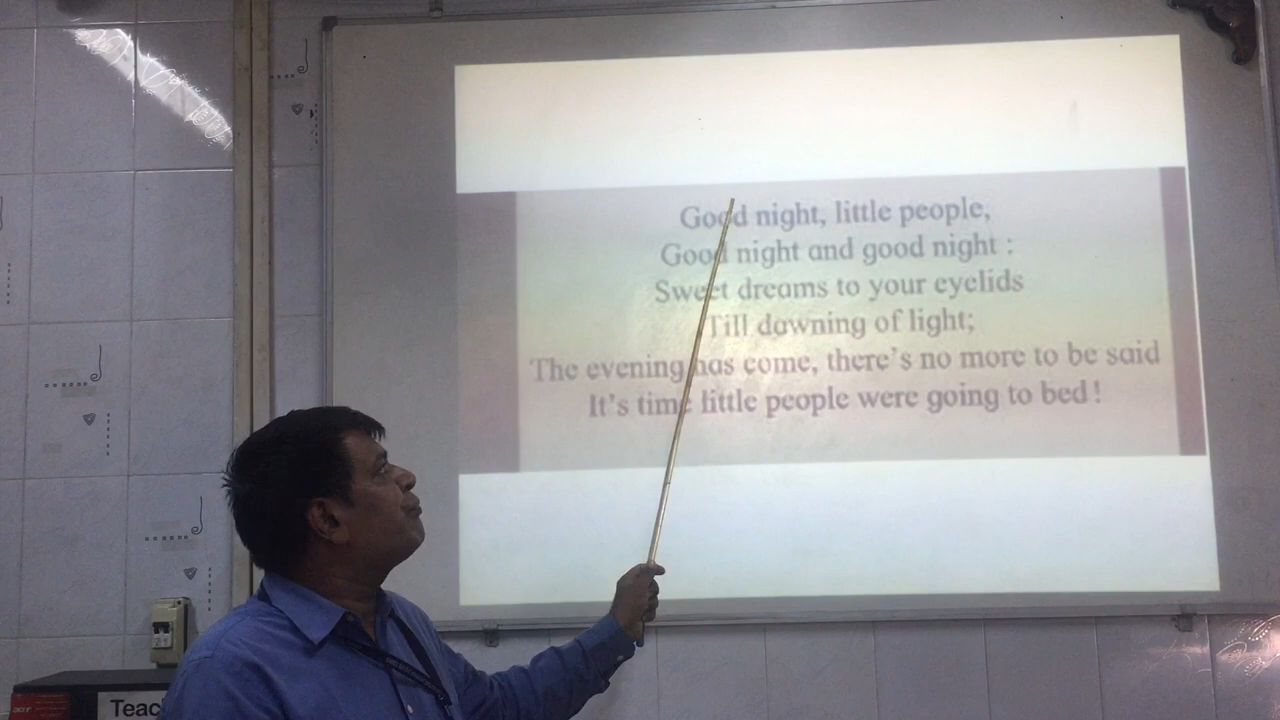 Good night, little people,
Good night and good night :
Sweet dreams to your eyelids
Till dawning of light;
The evening has come, there's no more to be said
It's time little people were going to bed!
acer
Teac